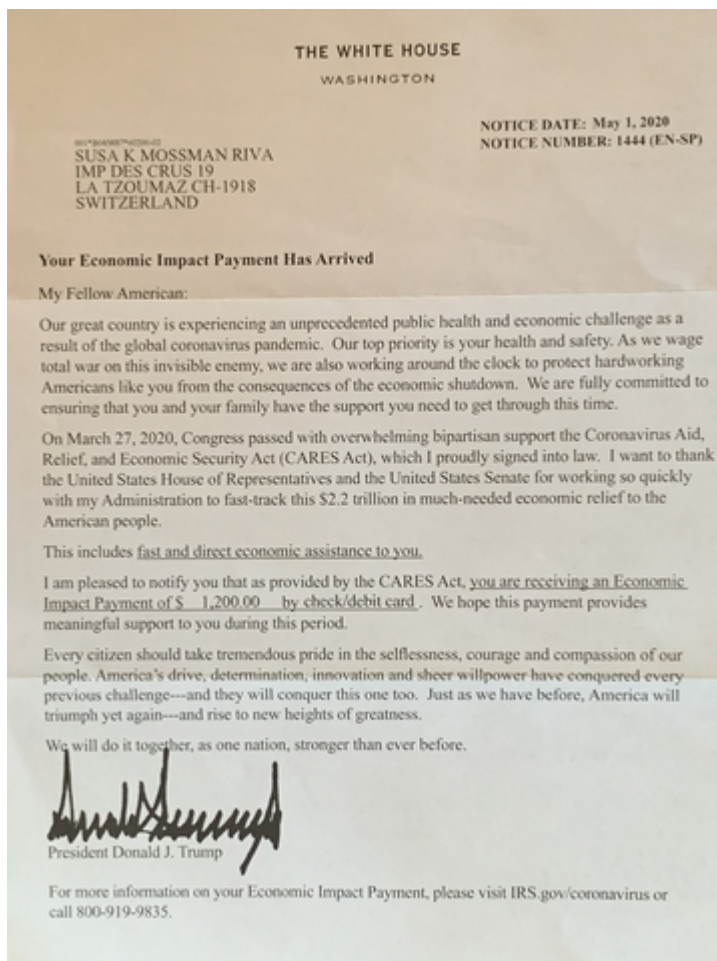 THE WHITE HOUSE
WASHINGTON
NOTICE DATE: May 1, 2020
NOTICE NUMBER: 1444 (EN-SP)
SUSA K MOSSMAN RIVA
IMP DES CRUS 19
LA TZOUMAZ CH-1918
SWITZERLAND
Your Economic Impact Payment Has Arrived
My Fellow American:
Our great country is experiencing an unprecedented public health and economic challenge as a
result of the global coronavirus pandemic. Our top priority is your health and safety. As we wage
total war on this invisible enemy, we are also working around the clock to protect hardworking
Americans like you from the consequences of the economic shutdown. We are fully committed to
ensuring that you and your family have the support you need to get through this time.
On March 27, 2020, Congress passed with overwhelming bipartisan support the Coronavirus Aid,
Relief, and Economic Security Act (CARES Act), which I proudly signed into law. I want to thank
the United States House of Representatives and the United States Senate for working so quickly
with my Administration to fast-track this $2.2 trillion in much-needed economic relief to the
American people.
This includes fast and direct economic assistance to you.
I am pleased to notify you that as provided by the CARES Act, you are receiving an Economic
Impact Payment of $ 1,200.00 by check/debit card . We hope this payment provides
meaningful support to you during this period.
Every citizen should take tremendous pride in the selflessness, courage and compassion of our
people. America's drive, determination, innovation and sheer willpower have conquered every
previous challenge---and they will conquer this one too. Just as we have before, America will
triumph yet again---and rise to new heights of greatness.
We will do it together, as one nation, stronger than ever before.
President Donald J. Trump
For more information on your Economic Impact Payment, please visit IRS.gov/coronavirus or
call 800-919-9835.